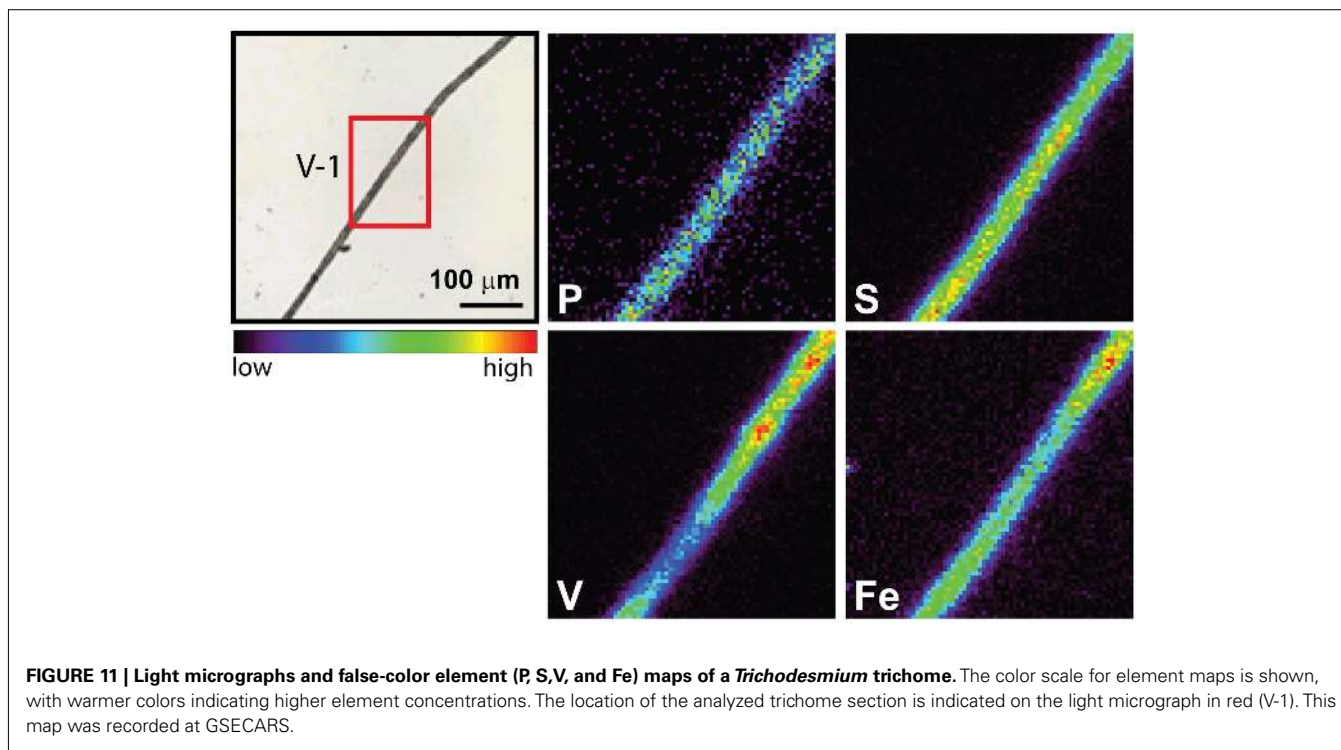 V-1
100 μm
low
high
P
S
V
Fe
FIGURE 11 | Light micrographs and false-color element (P, S,V, and Fe) maps of a Trichodesmium trichome. The color scale for element maps is shown,
with warmer colors indicating higher element concentrations. The location of the analyzed trichome section is indicated on the light micrograph in red (V-1). This
map was recorded at GSECARS.